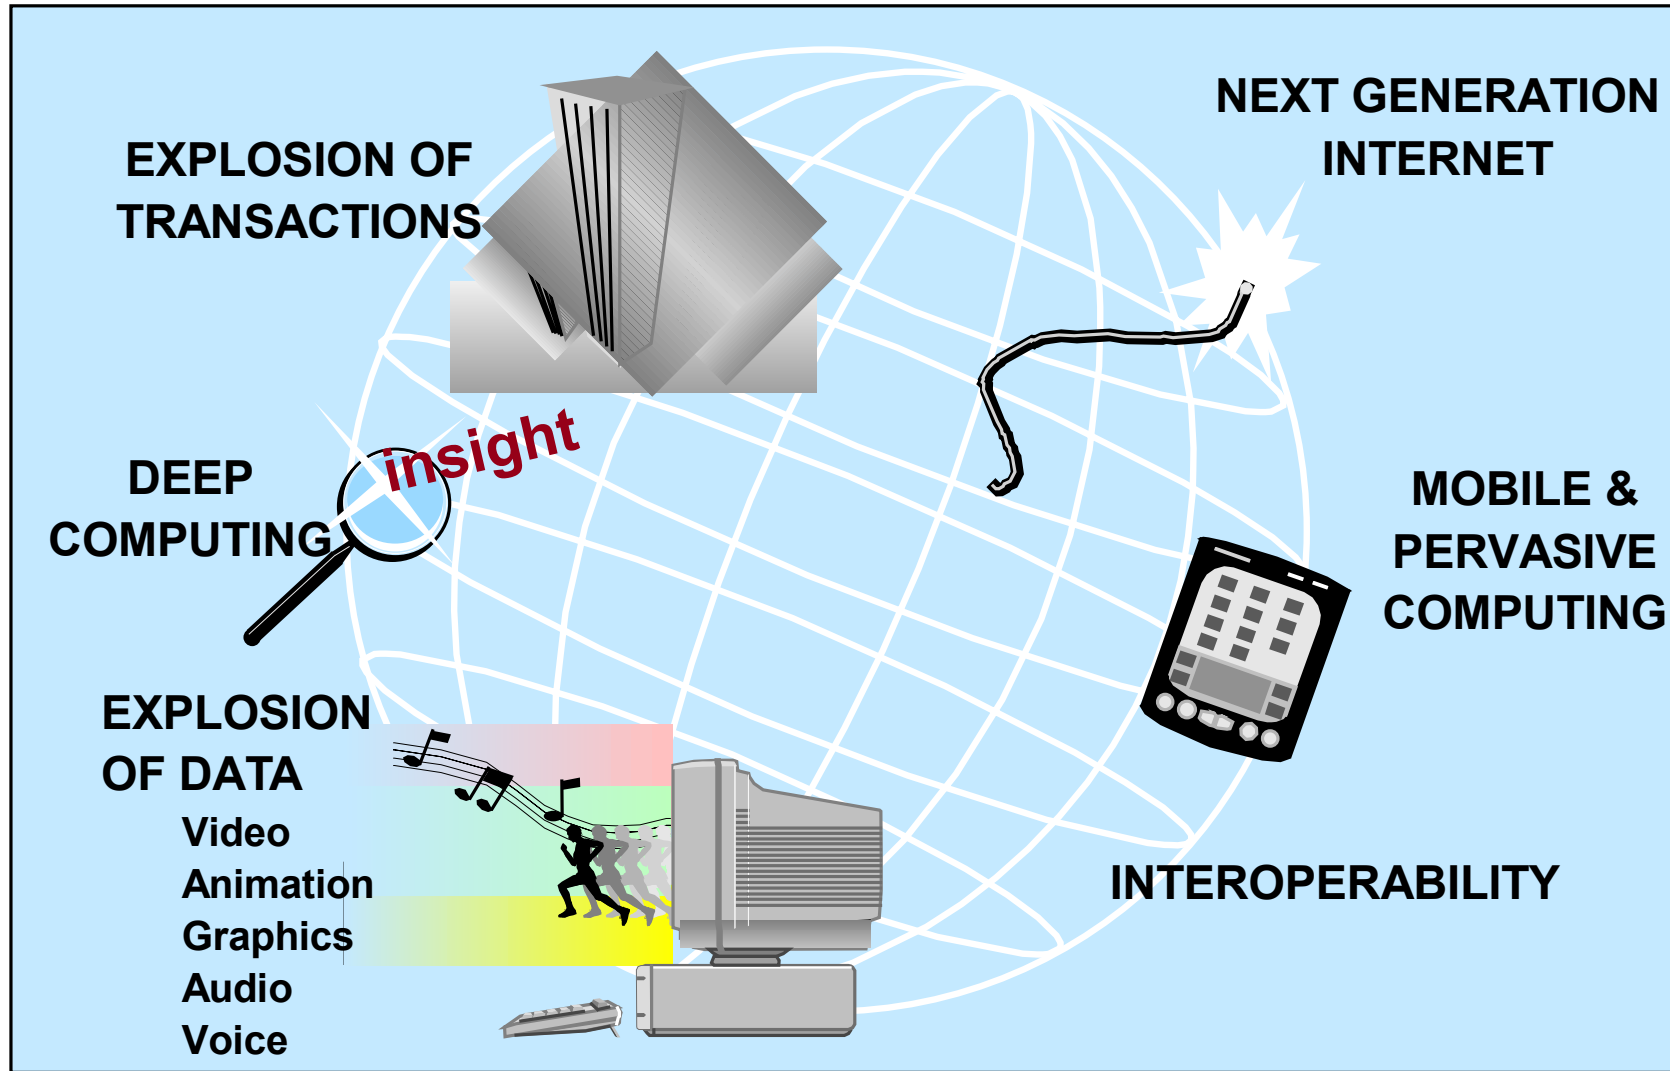 EXPLOSION OF
TRANSACTIONS
NEXT GENERATION
INTERNET
insight
DEEP
COMPUTING
MOBILE &
PERVASIVE
COMPUTING
EXPLOSION
OF DATA
Video
Animation
Graphics
Audio
Voice
INTEROPERABILITY